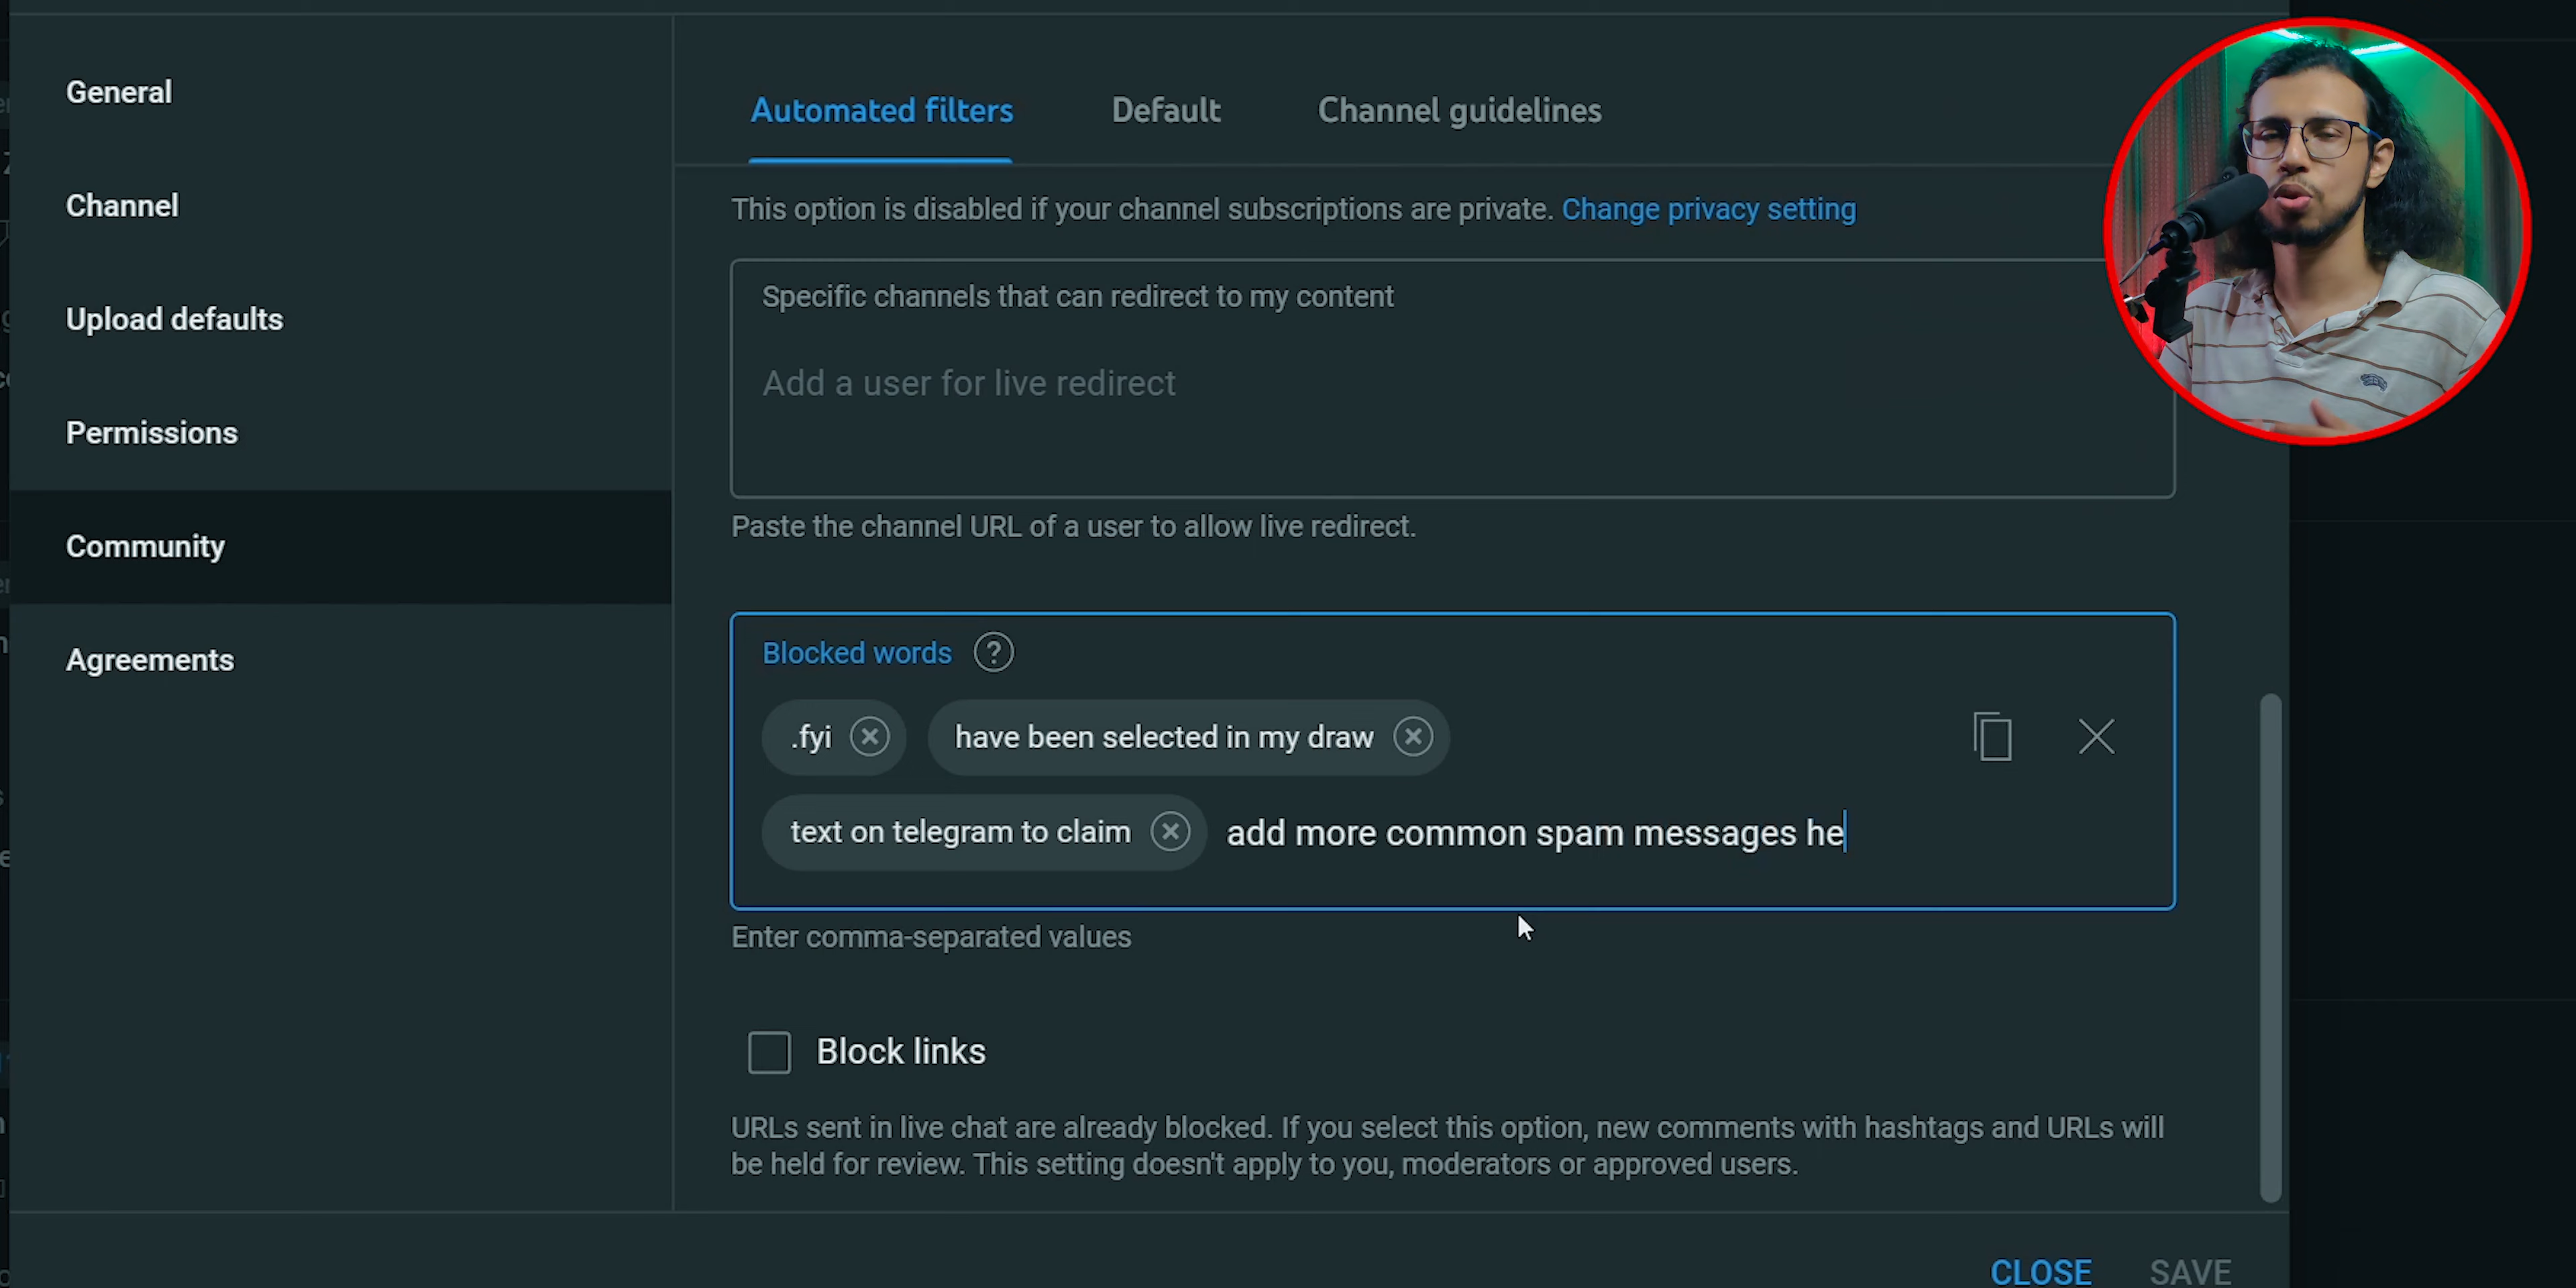 General
Channel
Upload defaults
Permissions
Community
Agreements
Automated filters Default Channel guidelines
This option is disabled if your channel subscriptions are private. Change privacy setting
Specific channels that can redirect to my content
Add a user for live redirect
Paste the channel URL of a user to allow live redirect.
Blocked words ?
.fyi have been selected in my draw
text on telegram to claim add more common spam messages he
Enter comma-separated values
Block links
URLs sent in live chat are already blocked. If you select this option, new comments with hashtags and URLs will
be held for review. This setting doesn't apply to you, moderators or approved users.
CLOSE SAVE